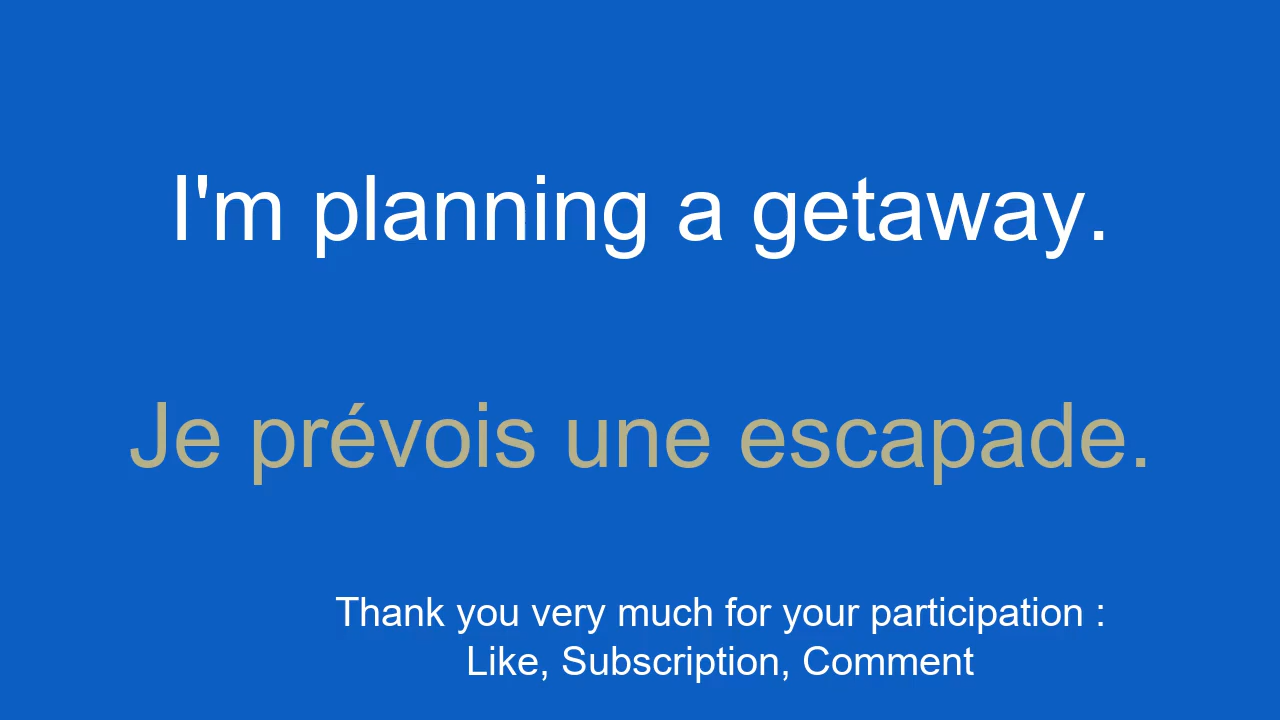 I'm planning a getaway.
Je prévois une escapade.
Thank you very much for your participation :
Like, Subscription, Comment